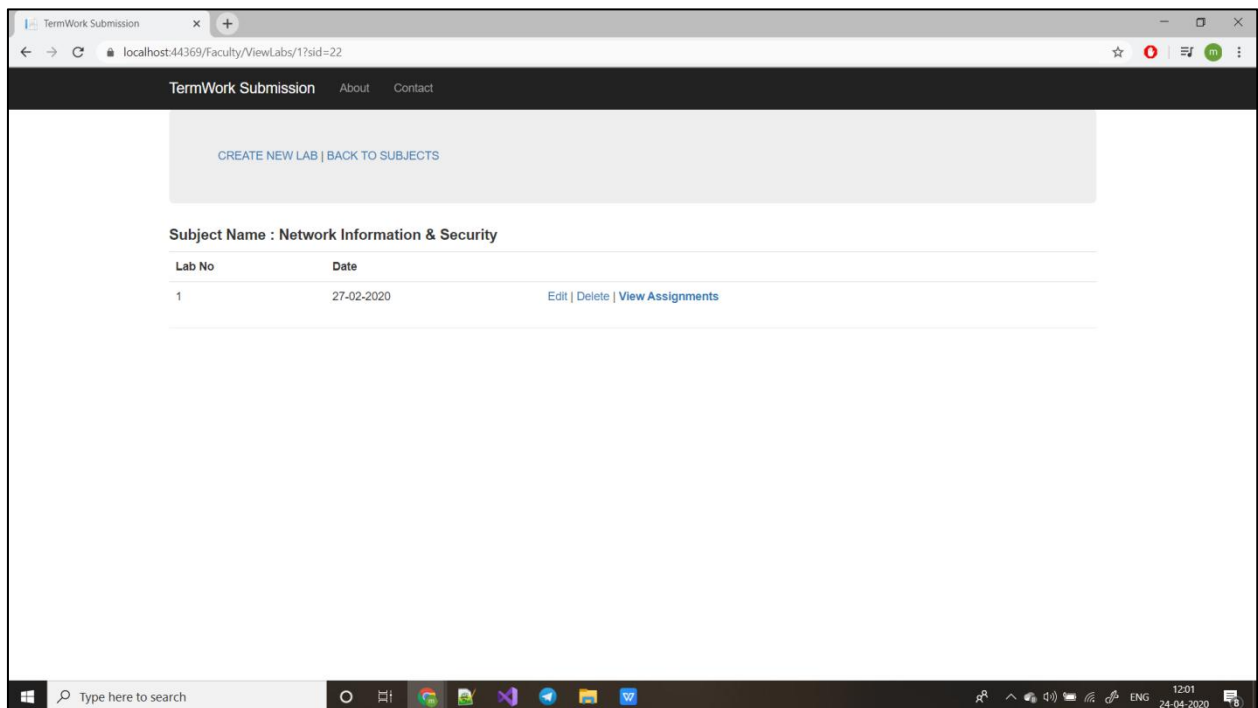 TermWork Submission
localhost:44369/Faculty/ViewLabs/1?sid=22
m
TermWork Submission About Contact
CREATE NEW LAB | BACK TO SUBJECTS
Subject Name : Network Information & Security
Lab No Date
1 27-02-2020 Edit | Delete | View Assignments
Type here to search
ENG
12:01
24-04-2020
8